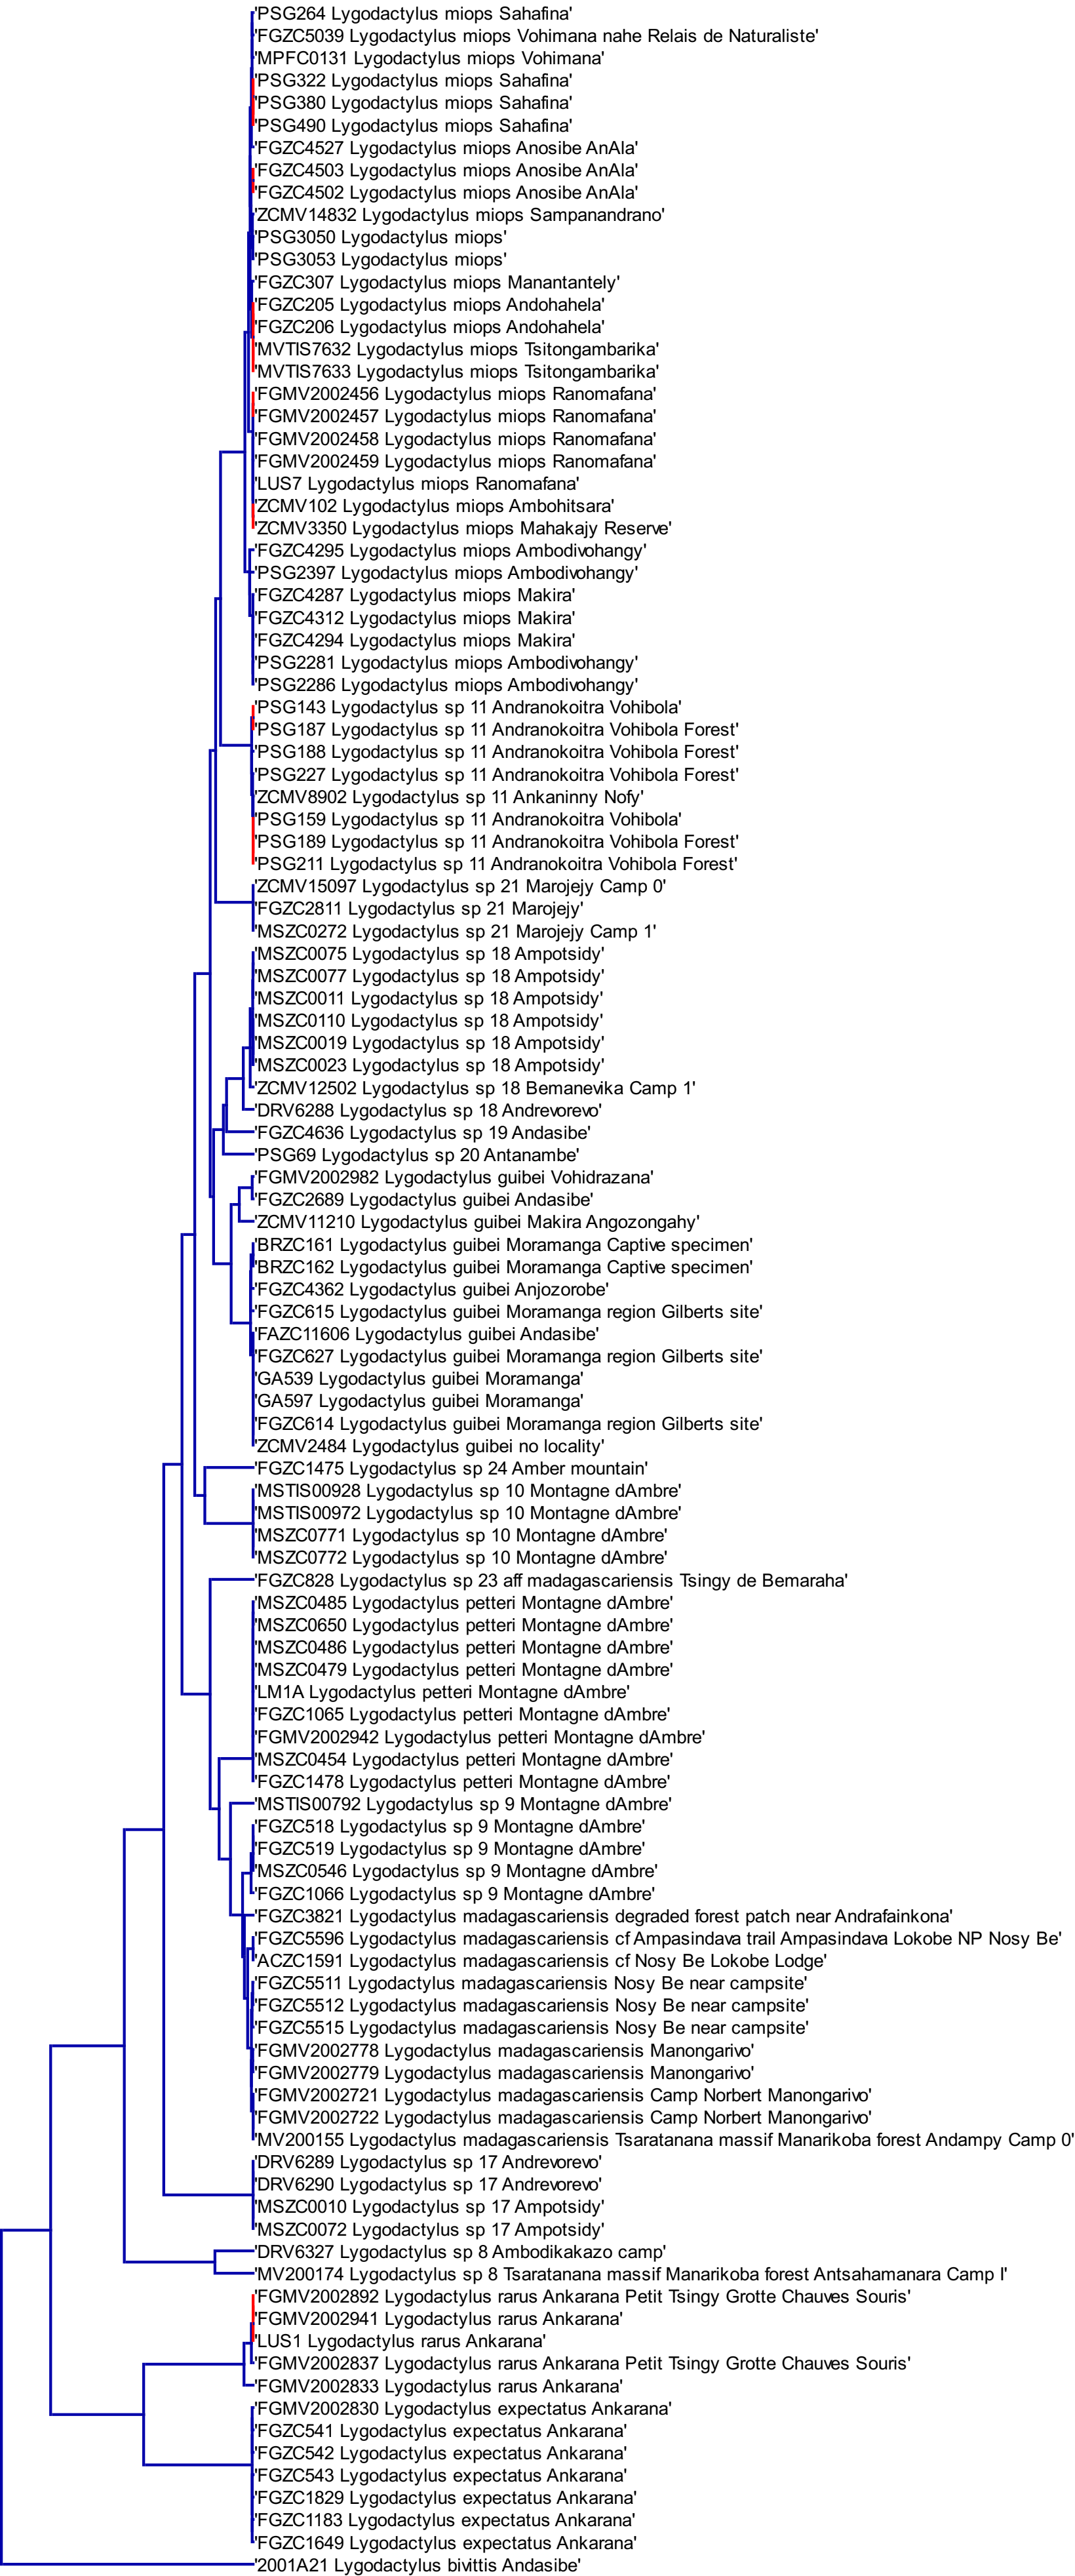 'PSG264 Lygodactylus miops Sahafina'
'FGZC5039 Lygodactylus miops Vohimana nahe Relais de Naturaliste'
'MPFC0131 Lygodactylus miops Vohimana'
'PSG322 Lygodactylus miops Sahafina'
'PSG380 Lygodactylus miops Sahafina'
'PSG490 Lygodactylus miops Sahafina'
'FGZC4527 Lygodactylus miops Anosibe AnAla'
'FGZC4503 Lygodactylus miops Anosibe AnAla'
'FGZC4502 Lygodactylus miops Anosibe AnAla'
'ZCMV14832 Lygodactylus miops Sampanandrano'
'PSG3050 Lygodactylus miops'
'PSG3053 Lygodactylus miops'
'FGZC307 Lygodactylus miops Manantantely'
'FGZC205 Lygodactylus miops Andohahela'
'FGZC206 Lygodactylus miops Andohahela'
'MVTIS7632 Lygodactylus miops Tsitongambarika'
'MVTIS7633 Lygodactylus miops Tsitongambarika'
'FGMV2002456 Lygodactylus miops Ranomafana'
'FGMV2002457 Lygodactylus miops Ranomafana'
'FGMV2002458 Lygodactylus miops Ranomafana'
'FGMV2002459 Lygodactylus miops Ranomafana'
'LUS7 Lygodactylus miops Ranomafana'
'ZCMV102 Lygodactylus miops Ambohitsara'
'ZCMV3350 Lygodactylus miops Mahakajy Reserve'
'FGZC4295 Lygodactylus miops Ambodivohangy'
'PSG2397 Lygodactylus miops Ambodivohangy'
'FGZC4287 Lygodactylus miops Makira'
'FGZC4312 Lygodactylus miops Makira'
'FGZC4294 Lygodactylus miops Makira'
'PSG2281 Lygodactylus miops Ambodivohangy'
'PSG2286 Lygodactylus miops Ambodivohangy'
'PSG143 Lygodactylus sp 11 Andranokoitra Vohibola'
'PSG187 Lygodactylus sp 11 Andranokoitra Vohibola Forest'
'PSG188 Lygodactylus sp 11 Andranokoitra Vohibola Forest'
'PSG227 Lygodactylus sp 11 Andranokoitra Vohibola Forest'
'ZCMV8902 Lygodactylus sp 11 Ankaninny Nofy'
'PSG159 Lygodactylus sp 11 Andranokoitra Vohibola'
'PSG189 Lygodactylus sp 11 Andranokoitra Vohibola Forest'
'PSG211 Lygodactylus sp 11 Andranokoitra Vohibola Forest'
'ZCMV15097 Lygodactylus sp 21 Marojejy Camp 0'
'FGZC2811 Lygodactylus sp 21 Marojejy'
'MSZC0272 Lygodactylus sp 21 Marojejy Camp 1'
'MSZC0075 Lygodactylus sp 18 Ampotsidy'
'MSZC0077 Lygodactylus sp 18 Ampotsidy'
'MSZC0011 Lygodactylus sp 18 Ampotsidy'
'MSZC0110 Lygodactylus sp 18 Ampotsidy'
'MSZC0019 Lygodactylus sp 18 Ampotsidy'
'MSZC0023 Lygodactylus sp 18 Ampotsidy'
'ZCMV12502 Lygodactylus sp 18 Bemanevika Camp 1'
'DRV6288 Lygodactylus sp 18 Andrevorevo'
'FGZC4636 Lygodactylus sp 19 Andasibe'
'PSG69 Lygodactylus sp 20 Antanambe'
'FGMV2002982 Lygodactylus guibei Vohidrazana'
'FGZC2689 Lygodactylus guibei Andasibe'
'ZCMV11210 Lygodactylus guibei Makira Angozongahy'
'BRZC161 Lygodactylus guibei Moramanga Captive specimen'
'BRZC162 Lygodactylus guibei Moramanga Captive specimen'
'FGZC4362 Lygodactylus guibei Anjozorobe'
'FGZC615 Lygodactylus guibei Moramanga region Gilberts site'
'FAZC11606 Lygodactylus guibei Andasibe'
'FGZC627 Lygodactylus guibei Moramanga region Gilberts site'
'GA539 Lygodactylus guibei Moramanga'
'GA597 Lygodactylus guibei Moramanga'
'FGZC614 Lygodactylus guibei Moramanga region Gilberts site'
'ZCMV2484 Lygodactylus guibei no locality'
'FGZC1475 Lygodactylus sp 24 Amber mountain'
'MSTIS00928 Lygodactylus sp 10 Montagne dAmbre'
'MSTIS00972 Lygodactylus sp 10 Montagne dAmbre'
'MSZC0771 Lygodactylus sp 10 Montagne dAmbre'
'MSZC0772 Lygodactylus sp 10 Montagne dAmbre'
'FGZC828 Lygodactylus sp 23 aff madagascariensis Tsingy de Bemaraha'
'MSZC0485 Lygodactylus petteri Montagne dAmbre'
'MSZC0650 Lygodactylus petteri Montagne dAmbre'
'MSZC0486 Lygodactylus petteri Montagne dAmbre'
'MSZC0479 Lygodactylus petteri Montagne dAmbre'
'LM1A Lygodactylus petteri Montagne dAmbre'
'FGZC1065 Lygodactylus petteri Montagne dAmbre'
'FGMV2002942 Lygodactylus petteri Montagne dAmbre'
'MSZC0454 Lygodactylus petteri Montagne dAmbre'
'FGZC1478 Lygodactylus petteri Montagne dAmbre'
'MSTIS00792 Lygodactylus sp 9 Montagne dAmbre'
'FGZC518 Lygodactylus sp 9 Montagne dAmbre'
'FGZC519 Lygodactylus sp 9 Montagne dAmbre'
'MSZC0546 Lygodactylus sp 9 Montagne dAmbre'
'FGZC1066 Lygodactylus sp 9 Montagne dAmbre'
'FGZC3821 Lygodactylus madagascariensis degraded forest patch near Andrafainkona'
'FGZC5596 Lygodactylus madagascariensis cf Ampasindava trail Ampasindava Lokobe NP Nosy Be'
'ACZC1591 Lygodactylus madagascariensis cf Nosy Be Lokobe Lodge'
'FGZC5511 Lygodactylus madagascariensis Nosy Be near campsite'
'FGZC5512 Lygodactylus madagascariensis Nosy Be near campsite'
'FGZC5515 Lygodactylus madagascariensis Nosy Be near campsite'
'FGMV2002778 Lygodactylus madagascariensis Manongarivo'
'FGMV2002779 Lygodactylus madagascariensis Manongarivo'
'FGMV2002721 Lygodactylus madagascariensis Camp Norbert Manongarivo'
'FGMV2002722 Lygodactylus madagascariensis Camp Norbert Manongarivo'
'MV200155 Lygodactylus madagascariensis Tsaratanana massif Manarikoba forest Andampy Camp 0'
'DRV6289 Lygodactylus sp 17 Andrevorevo'
'DRV6290 Lygodactylus sp 17 Andrevorevo'
'MSZC0010 Lygodactylus sp 17 Ampotsidy'
'MSZC0072 Lygodactylus sp 17 Ampotsidy'
'DRV6327 Lygodactylus sp 8 Ambodikakazo camp'
'MV200174 Lygodactylus sp 8 Tsaratanana massif Manarikoba forest Antsahamanara Camp I'
'FGMV2002892 Lygodactylus rarus Ankarana Petit Tsingy Grotte Chauves Souris'
'FGMV2002941 Lygodactylus rarus Ankarana'
'LUS1 Lygodactylus rarus Ankarana'
'FGMV2002837 Lygodactylus rarus Ankarana Petit Tsingy Grotte Chauves Souris'
'FGMV2002833 Lygodactylus rarus Ankarana'
'FGMV2002830 Lygodactylus expectatus Ankarana'
'FGZC541 Lygodactylus expectatus Ankarana'
'FGZC542 Lygodactylus expectatus Ankarana'
'FGZC543 Lygodactylus expectatus Ankarana'
'FGZC1829 Lygodactylus expectatus Ankarana'
'FGZC1183 Lygodactylus expectatus Ankarana'
'FGZC1649 Lygodactylus expectatus Ankarana'
'2001A21 Lygodactylus bivittis Andasibe'